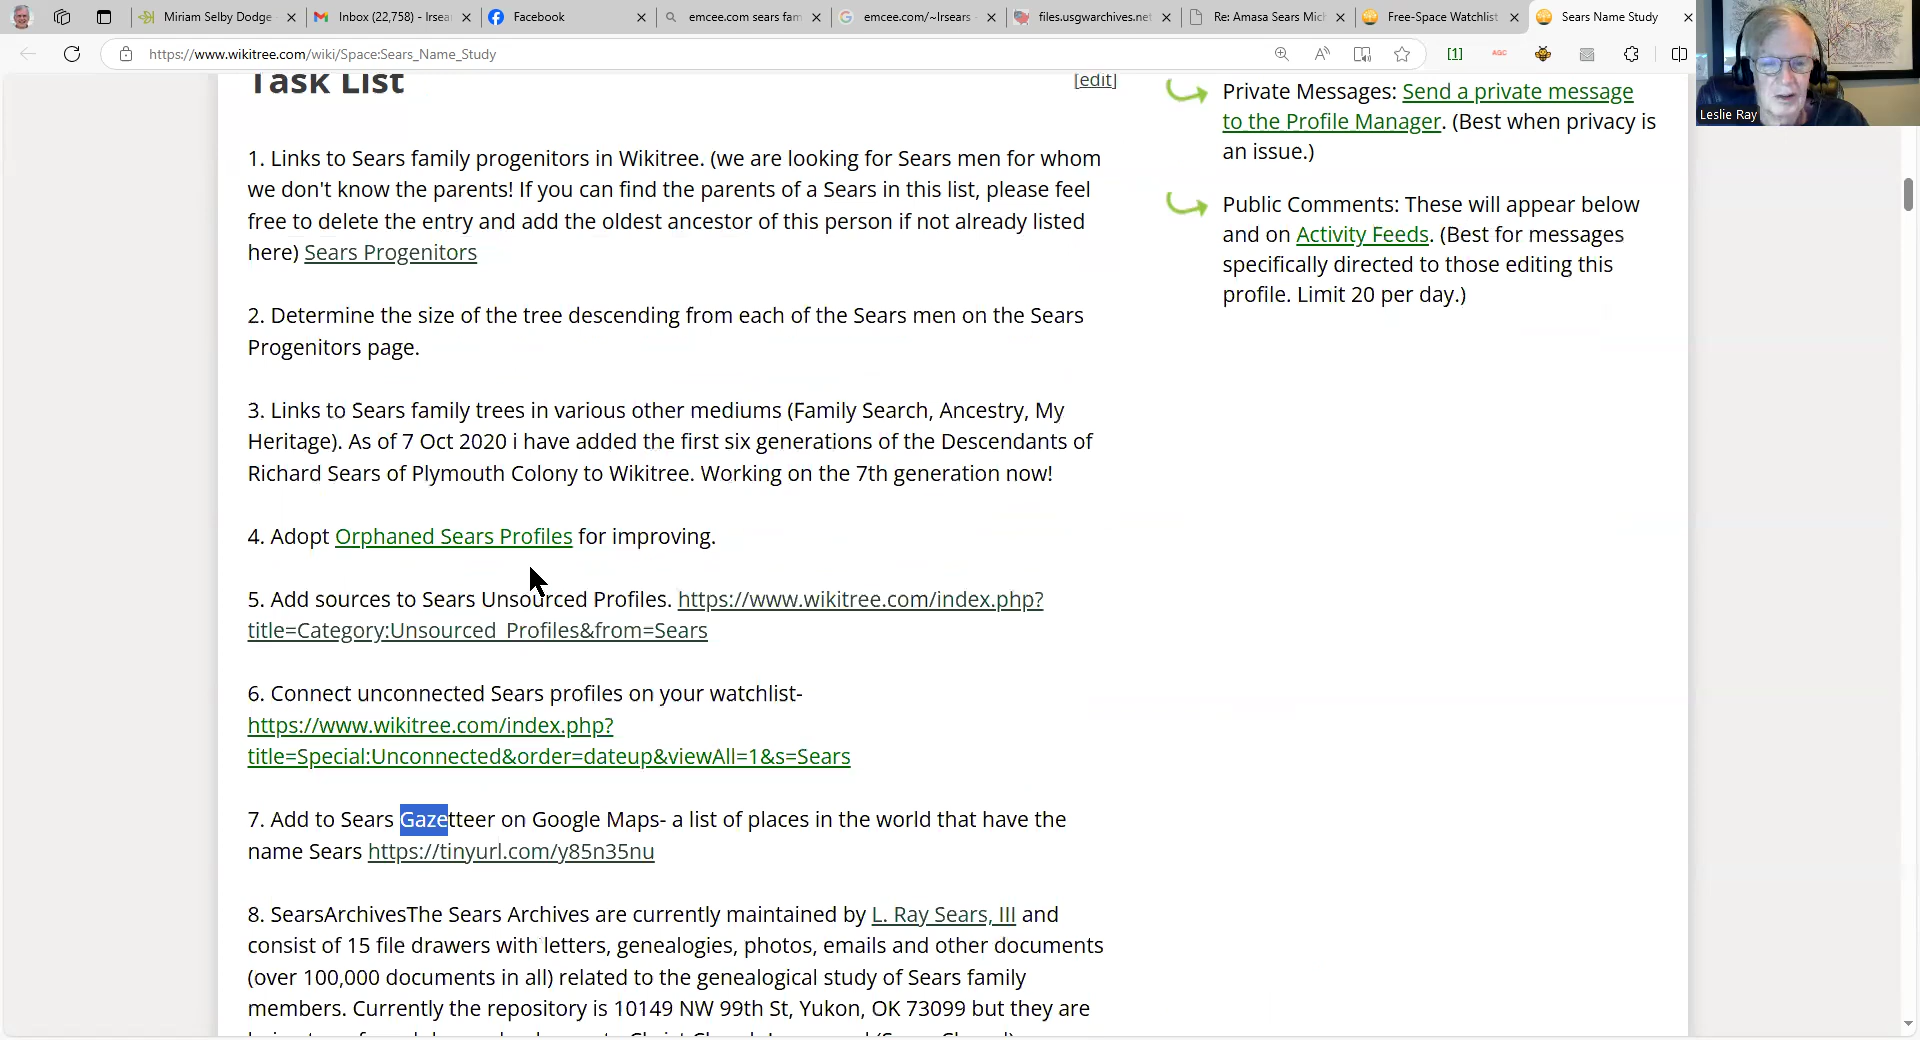 Miriam Selby Dodge
Inbox (22,758) - lrsear
Facebook
emcee.com sears fam
emcee.com/~lrsears
files.usgwarchives.net
Re: Amasa Sears Mic
Free-Space Watchlist
Sears Name Study
https://www.wikitree.com/wiki/Space:Sears_Name_Study
Leslie Ray
Task List
[edit]
1. Links to Sears family progenitors in Wikitree. (we are looking for Sears men for whom
we don't know the parents! If you can find the parents of a Sears in this list, please feel
free to delete the entry and add the oldest ancestor of this person if not already listed
here) Sears Progenitors
2. Determine the size of the tree descending from each of the Sears men on the Sears
Progenitors page.
3. Links to Sears family trees in various other mediums (Family Search, Ancestry, My
Heritage). As of 7 Oct 2020 i have added the first six generations of the Descendants of
Richard Sears of Plymouth Colony to Wikitree. Working on the 7th generation now!
4. Adopt Orphaned Sears Profiles for improving.
5. Add sources to Sears Unsourced Profiles. https://www.wikitree.com/index.php?
title=Category:Unsourced_Profiles&from=Sears
6. Connect unconnected Sears profiles on your watchlist-
https://www.wikitree.com/index.php?
title=Special:Unconnected&order=dateup&viewAll=1&s=Sears
7. Add to Sears Gazetteer on Google Maps- a list of places in the world that have the
name Sears https://tinyurl.com/y85n35nu
8. SearsArchivesThe Sears Archives are currently maintained by L. Ray Sears, III and
consist of 15 file drawers with letters, genealogies, photos, emails and other documents
(over 100,000 documents in all) related to the genealogical study of Sears family
members. Currently the repository is 10149 NW 99th St, Yukon, OK 73099 but they are
Private Messages: Send a private message
to the Profile Manager. (Best when privacy is
an issue.)
Public Comments: These will appear below
and on Activity Feeds. (Best for messages
specifically directed to those editing this
profile. Limit 20 per day.)